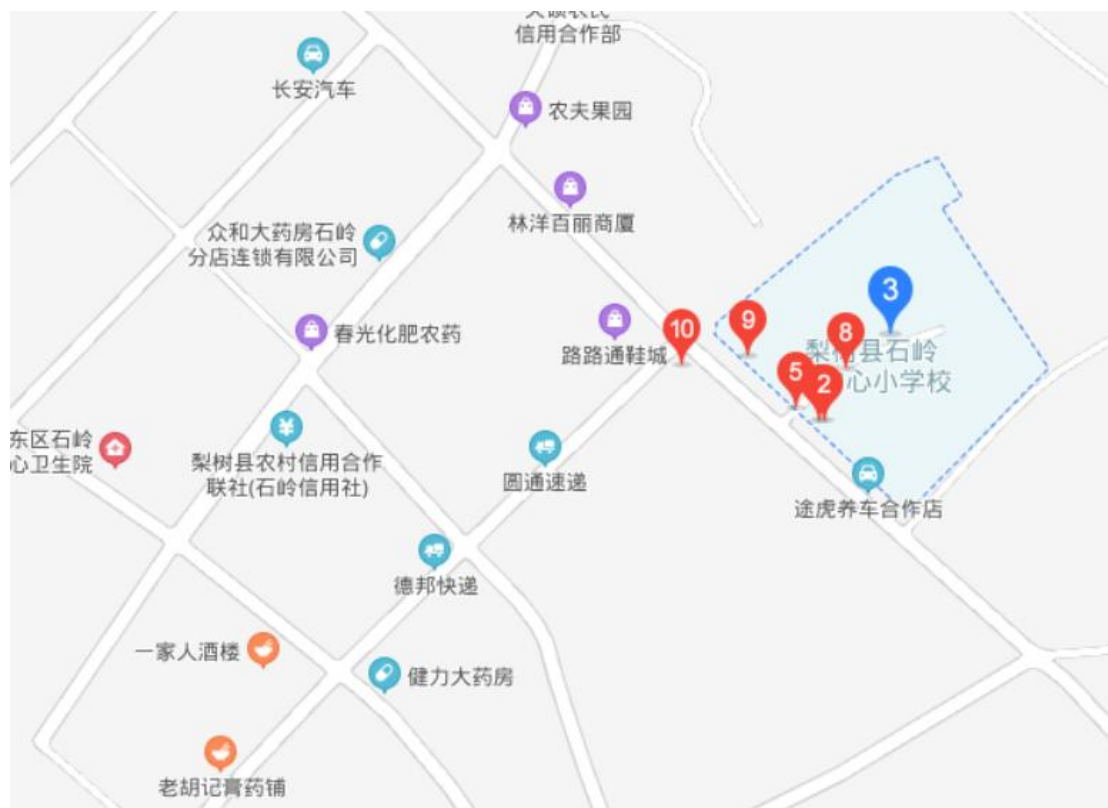 信用合作部
长安汽车
农夫果园
林洋百丽商厦
众和大药房石岭
分店连锁有限公司
春光化肥农药
路路通鞋城
10
9
8
3
5
2
梨树县石岭
心小学校
东区石岭
心卫生院
¥
梨树县农村信用合作
联社(石岭信用社)
圆通速递
途虎养车合作店
德邦快递
一家人酒楼
健力大药房
老胡记膏药铺